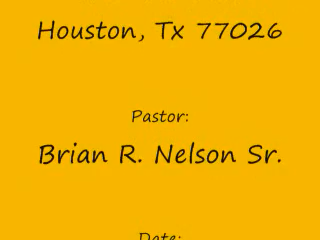 Houston, Tx 77026
Pastor:
Brian R. Nelson Sr.
Date: